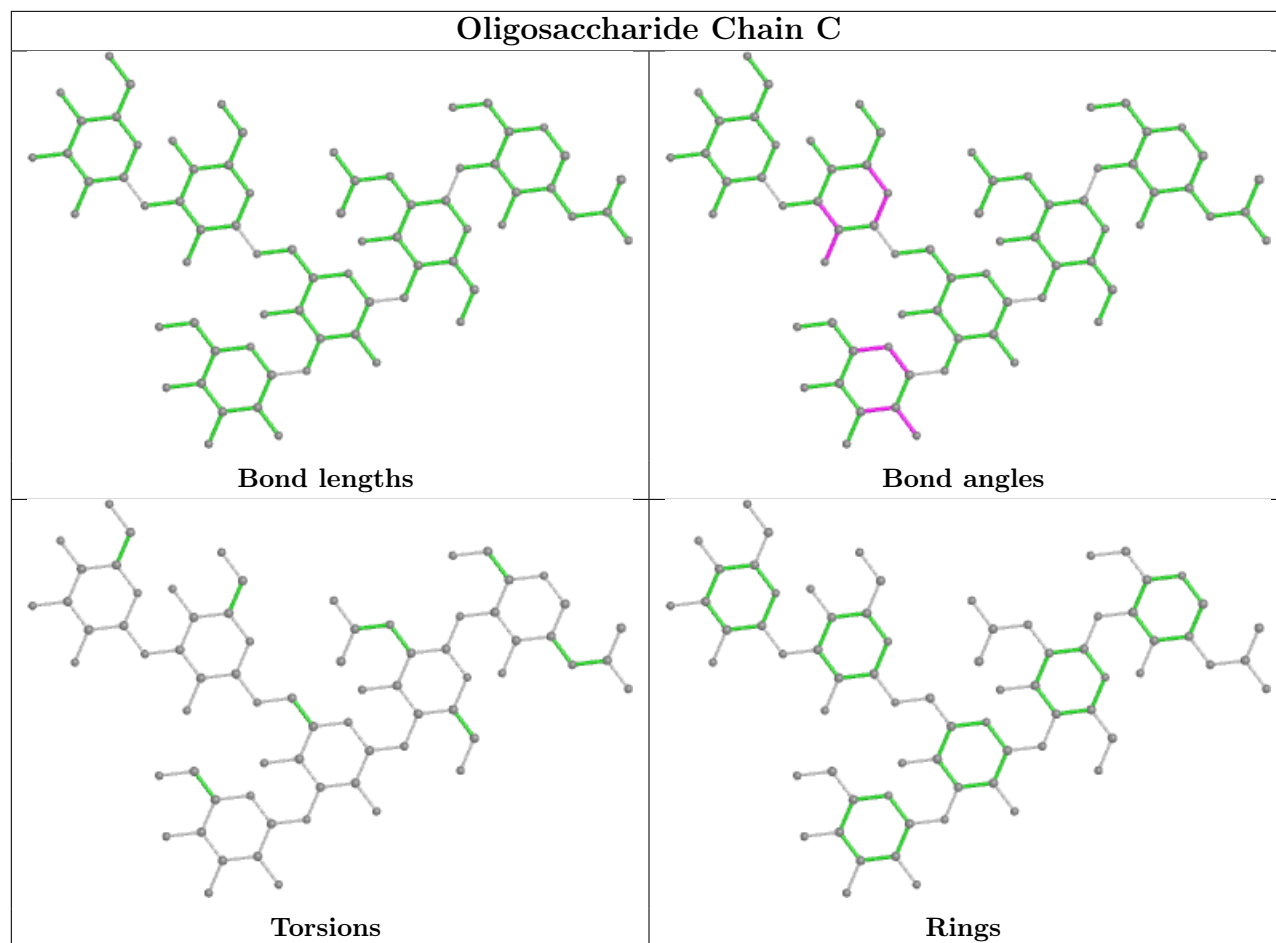 Oligosaccharide Chain C
Bond lengths
Bond angles
Torsions
Rings